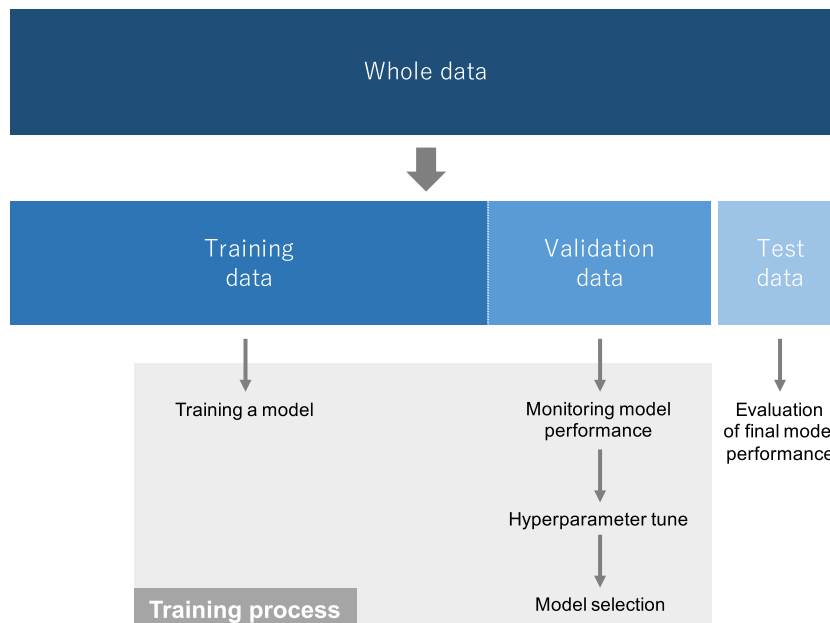 Whole data
Training
data
Validation
data
Test
data
Training a model
Monitoring model
performance
Evaluation
of final mode
performance
Hyperparameter tune
Model selection
Training process